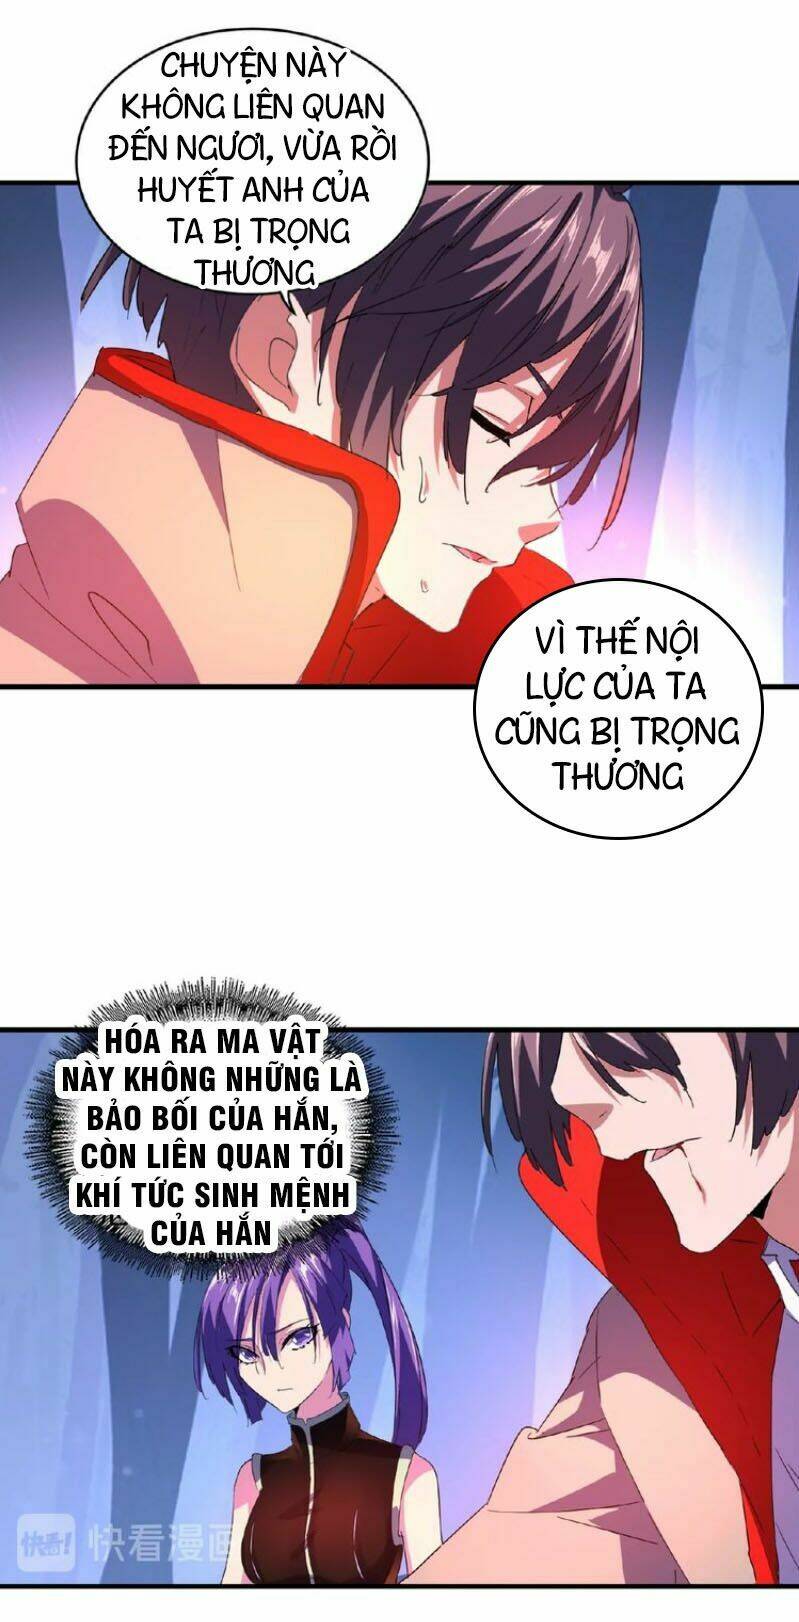 CHUYỆN NÀY
KHÔNG LIÊN QUAN
ĐẾN NGƯƠI, VỪA RỒI
HUYẾT ANH CỦA
TA BỊ TRỌNG
THƯƠNG
VÌ THẾ NỘI
LỰC CỦA TA
CŨNG BỊ TRỌNG
THƯƠNG
HÓA RA MA VẬT
NÀY KHÔNG NHỮNG LÀ
BẢO BỐI CỦA HẮN,
CÒN LIÊN QUAN TỚI
KHÍ TỨC SINH MỆNH
CỦA HẮN
快看! 快看漫画